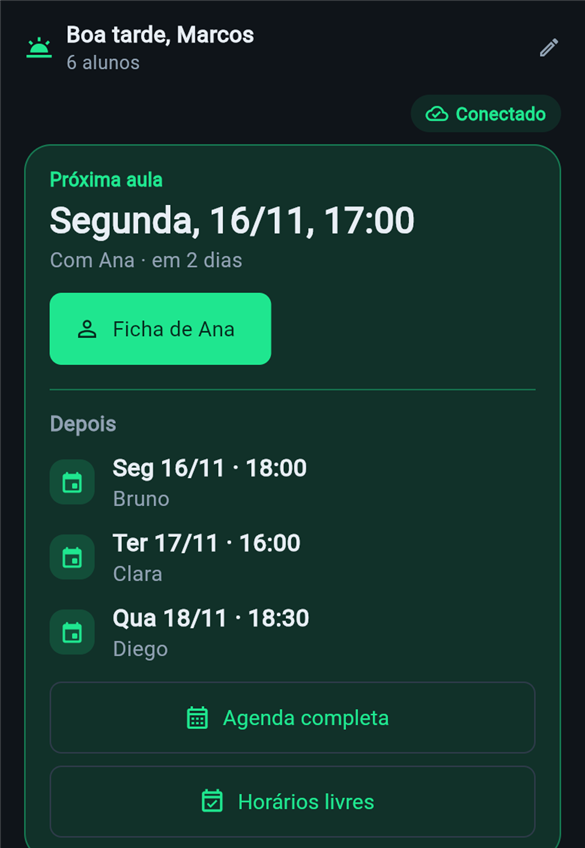 Boa tarde, Marcos
6 alunos
Conectado
Próxima aula
Segunda, 16/11, 17:00
Com Ana · em 2 dias
Ficha de Ana
Depois
Seg 16/11 · 18:00
Bruno
Ter 17/11 · 16:00
Clara
Qua 18/11 · 18:30
Diego
Agenda completa
Horários livres